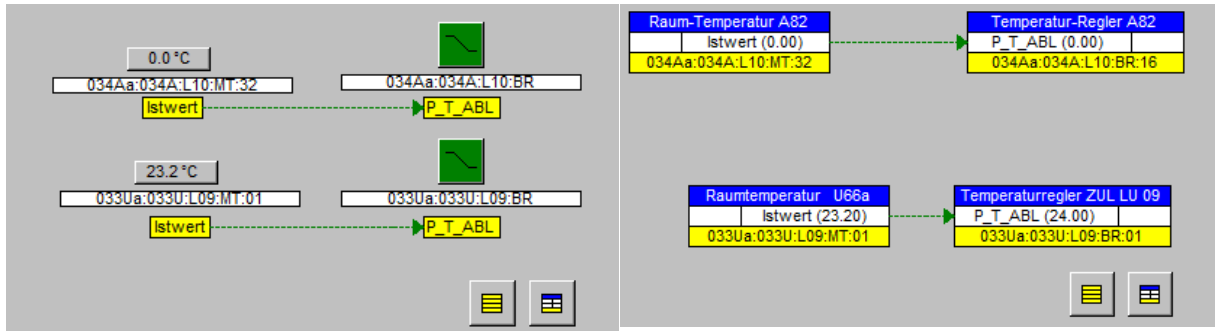 0.0 °C
034Aa:034A:L10:MT:32
034Aa:034A:L10:BR
Istwert
P_T_ABL
23.2 °C
033Ua:033U:L09:MT:01
033Ua:033U:L09:BR
Istwert
P_T_ABL
Raum-Temperatur A82
Istwert (0.00)
034Aa:034A:L10:MT:32
Temperatur-Regler A82
P_T_ABL (0.00)
034Aa:034A:L10:BR:16
Raumtemperatur U66a
Istwert (23.20)
033Ua:033U:L09:MT:01
Temperaturregler ZUL LU 09
P_T_ABL (24.00)
033Ua:033U:L09:BR:01